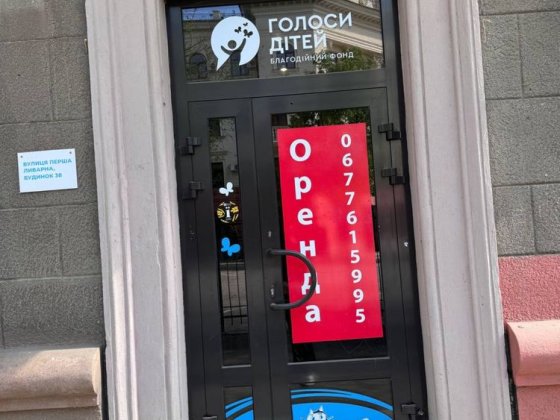 ГОЛОСИ
ДІТЕЙ
БЛАГОДІЙНИЙ ФОНД
ВУЛИЦЯ ПЕРША
ЛИВАРНА,
БУДИНОК 38
Оренда
0677615995